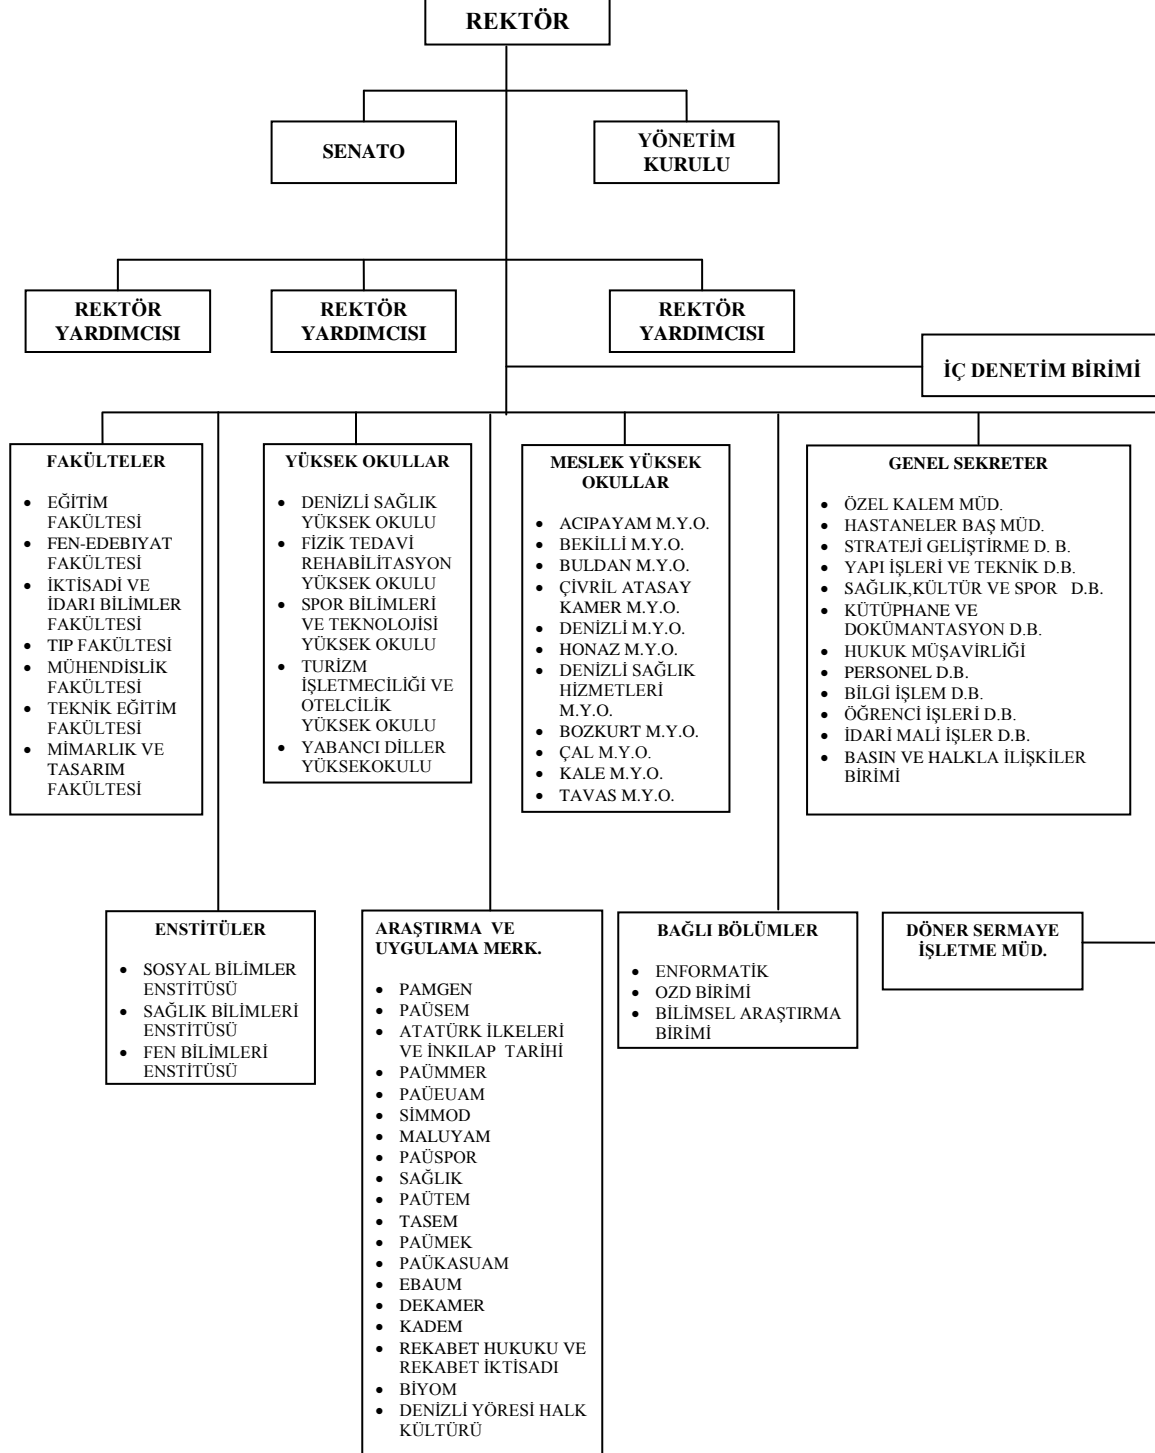 REKTÖR
SENATO
YÖNETİM
KURULU
REKTÖR
YARDIMCISI
REKTÖR
YARDIMCISI
REKTÖR
YARDIMCISI
İÇ DENETİM BİRİMİ
FAKÜLTELER
• EĞİTİM
FAKÜLTESİ
• FEN-EDEBIYAT
FAKÜLTESİ
• İKTİSADİ VE
İDARI BİLİMLER
FAKÜLTESİ
• TIP FAKÜLTESİ
• MÜHENDİSLİK
FAKÜLTESİ
• TEKNİK EĞİTİM
FAKÜLTESİ
• MİMARLIK VE
TASARIM
FAKÜLTESİ
YÜKSEK OKULLAR
• DENİZLİ SAĞLIK
YÜKSEK OKULU
• FİZİK TEDAVİ
REHABILITASYON
YÜKSEK OKULU
• SPOR BİLİMLERİ
VE TEKNOLOJİSİ
YÜKSEK OKULU
• TURİZM
İŞLETMECİLİĞİ VE
OTELCİLİK
YÜKSEK OKULU
• YABANCI DİLLER
YÜKSEKOKULU
MESLEK YÜKSEK
OKULLAR
• ACIPAYAM M.Y.O.
• BEKİLLİ M.Y.O.
• BULDAN M.Y.O.
• ÇİVRİL ATASAY
KAMER M.Y.O.
• DENİZLİ M.Y.O.
• HONAZ M.Y.O.
• DENİZLİ SAĞLIK
HİZMETLERİ
M.Y.O.
• BOZKURT M.Y.O.
• ÇAL M.Y.O.
• KALE M.Y.O.
• TAVAS M.Y.O.
GENEL SEKRETER
• ÖZEL KALEM MÜD.
• HASTANELER BAŞ MÜD.
• STRATEJİ GELİŞTİRME D. B.
• YAPI İŞLERİ VE TEKNİK D.B.
• SAĞLIK,KÜLTÜR VE SPOR D.B.
• KÜTÜPHANE VE
DOKÜMANTASYON D.B.
• HUKUK MÜŞAVİRLİĞİ
• PERSONEL D.B.
• BİLGİ İŞLEM D.B.
• ÖĞRENCİ İŞLERİ D.B.
• İDARİ MALİ İŞLER D.B.
• BASIN VE HALKLA İLİŞKİLER
BİRİMİ
ENSTİTÜLER
• SOSYAL BİLİMLER
ENSTİTÜSÜ
• SAĞLIK BİLİMLERİ
ENSTİTÜSÜ
• FEN BİLİMLERİ
ENSTİTÜSÜ
ARAŞTIRMA VE
UYGULAMA MERK.
• PAMGEN
• PAÜSEM
• ATATÜRK İLKELERİ
VE İNKILAP TARİHİ
• PAÜMMER
• PAÜEUAM
• SİMMOD
• MALUYAM
• PAÜSPOR
• SAĞLIK
• PAÜTEM
• TASEM
• PAÜMEK
• PAÜKASUAM
• EBAUM
• DEKAMER
• KADEM
• REKABET HUKUKU VE
REKABET İKTİSADI
• BİYOM
• DENİZLİ YÖRESİ HALK
KÜLTÜRÜ
BAĞLI BÖLÜMLER
• ENFORMATİK
• OZD BİRİMİ
• BİLİMSEL ARAŞTIRMA
BİRİMİ
DÖNER SERMAYE
İŞLETME MÜD.